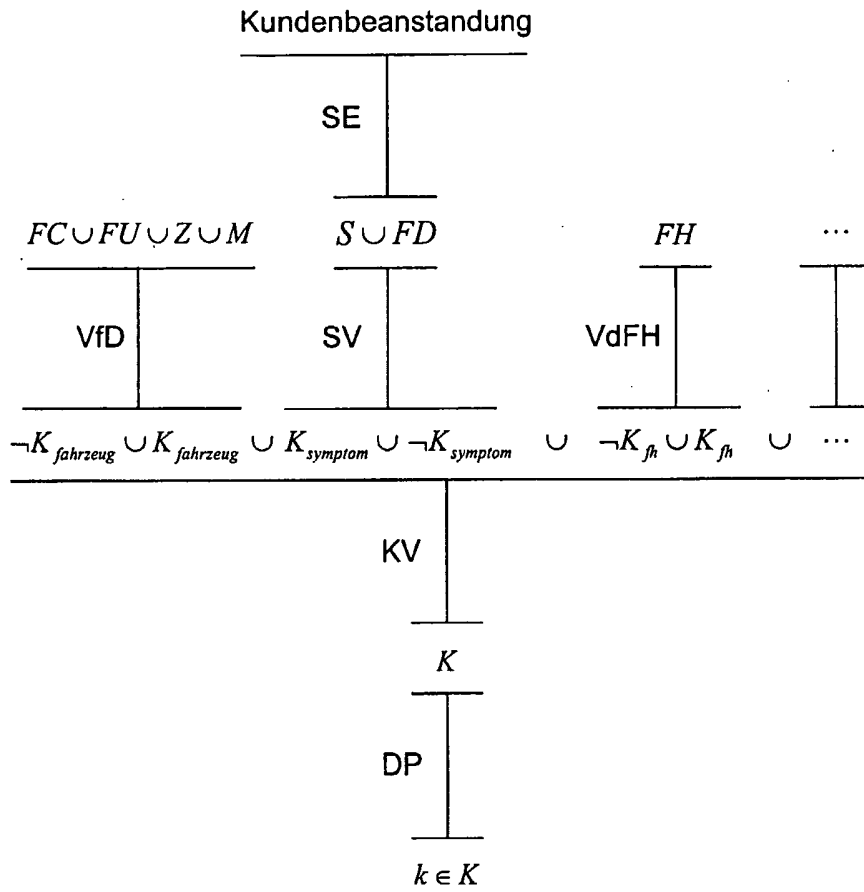 Kundenbeanstandung
SE
FC ∪ FU ∪ Z ∪ M S ∪ FD FH ...
VfD SV VdFH
¬K_fahrzeug ∪ K_fahrzeug ∪ K_symptom ∪ ¬K_symptom ∪ ¬K_fh ∪ K_fh ∪ ...
KV
K
DP
k ∈ K